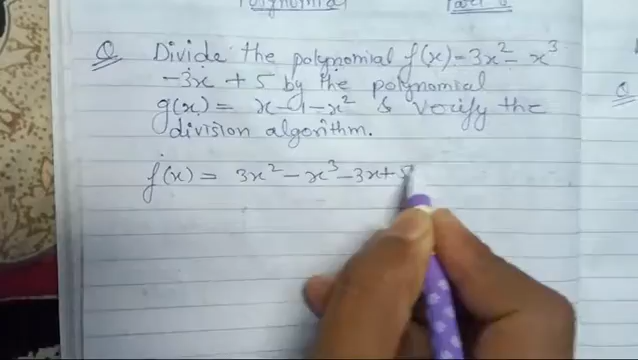 Polynomial
Q Divide the polynomial f(x) - 3x² - x³
-3x + 5 by the polynomial
g(x) = x - 1 - x² & verify the
division algorithm.
f(x) = 3x² - x³ - 3x + 5
Q